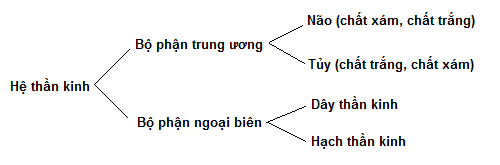 Hệ thần kinh
Bộ phận trung ương
Não (chất xám, chất trắng)
Tủy (chất trắng, chất xám)
Bộ phận ngoại biên
Dây thần kinh
Hạch thần kinh